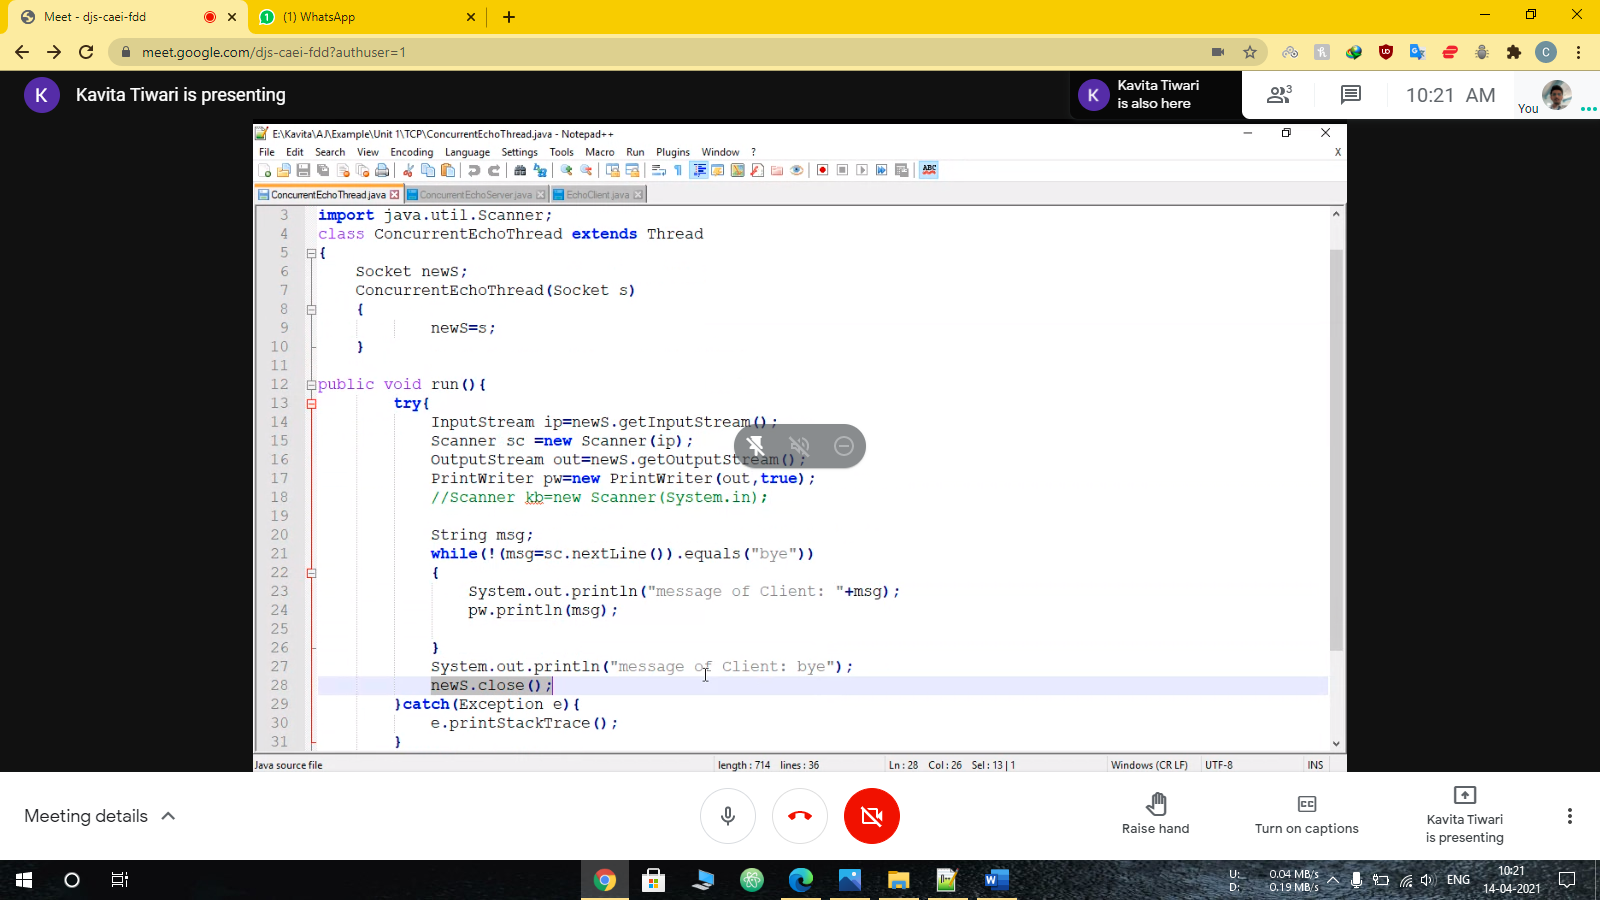 Meet - djs-caei-fdd
(1) WhatsApp
meet.google.com/djs-caei-fdd?authuser=1
C
K
Kavita Tiwari is presenting
K
Kavita Tiwari
is also here
3
10:21 AM
You
E:\Kavita\AJ\Example\Unit 1\TCP\ConcurrentEchoThread.java - Notepad++
File Edit Search View Encoding Language Settings Tools Macro Run Plugins Window ?
X
ABC
ConcurrentEchoThread.java ConcurrentEchoServer.java EchoClient.java
3 import java.util.Scanner;
4 class ConcurrentEchoThread extends Thread
5 {
6 Socket newS;
7 ConcurrentEchoThread(Socket s)
8 {
9 newS=s;
10 }
11
12 public void run(){
13 try{
14 InputStream ip=newS.getInputStream();
15 Scanner sc =new Scanner(ip);
16 OutputStream out=newS.getOutputStream();
17 PrintWriter pw=new PrintWriter(out,true);
18 //Scanner kb=new Scanner(System.in);
19
20 String msg;
21 while(!(msg=sc.nextLine()).equals("bye"))
22 {
23 System.out.println("message of Client: "+msg);
24 pw.println(msg);
25
26 }
27 System.out.println("message of Client: bye");
28 newS.close();
29 }catch(Exception e){
30 e.printStackTrace();
31 }
Java source file length : 714 lines : 36 Ln : 28 Col : 26 Sel : 13 | 1 Windows (CR LF) UTF-8 INS
Meeting details
Raise hand
Turn on captions
Kavita Tiwari
is presenting
U: 0.04 MB/s
D: 0.19 MB/s
ENG
10:21
14-04-2021